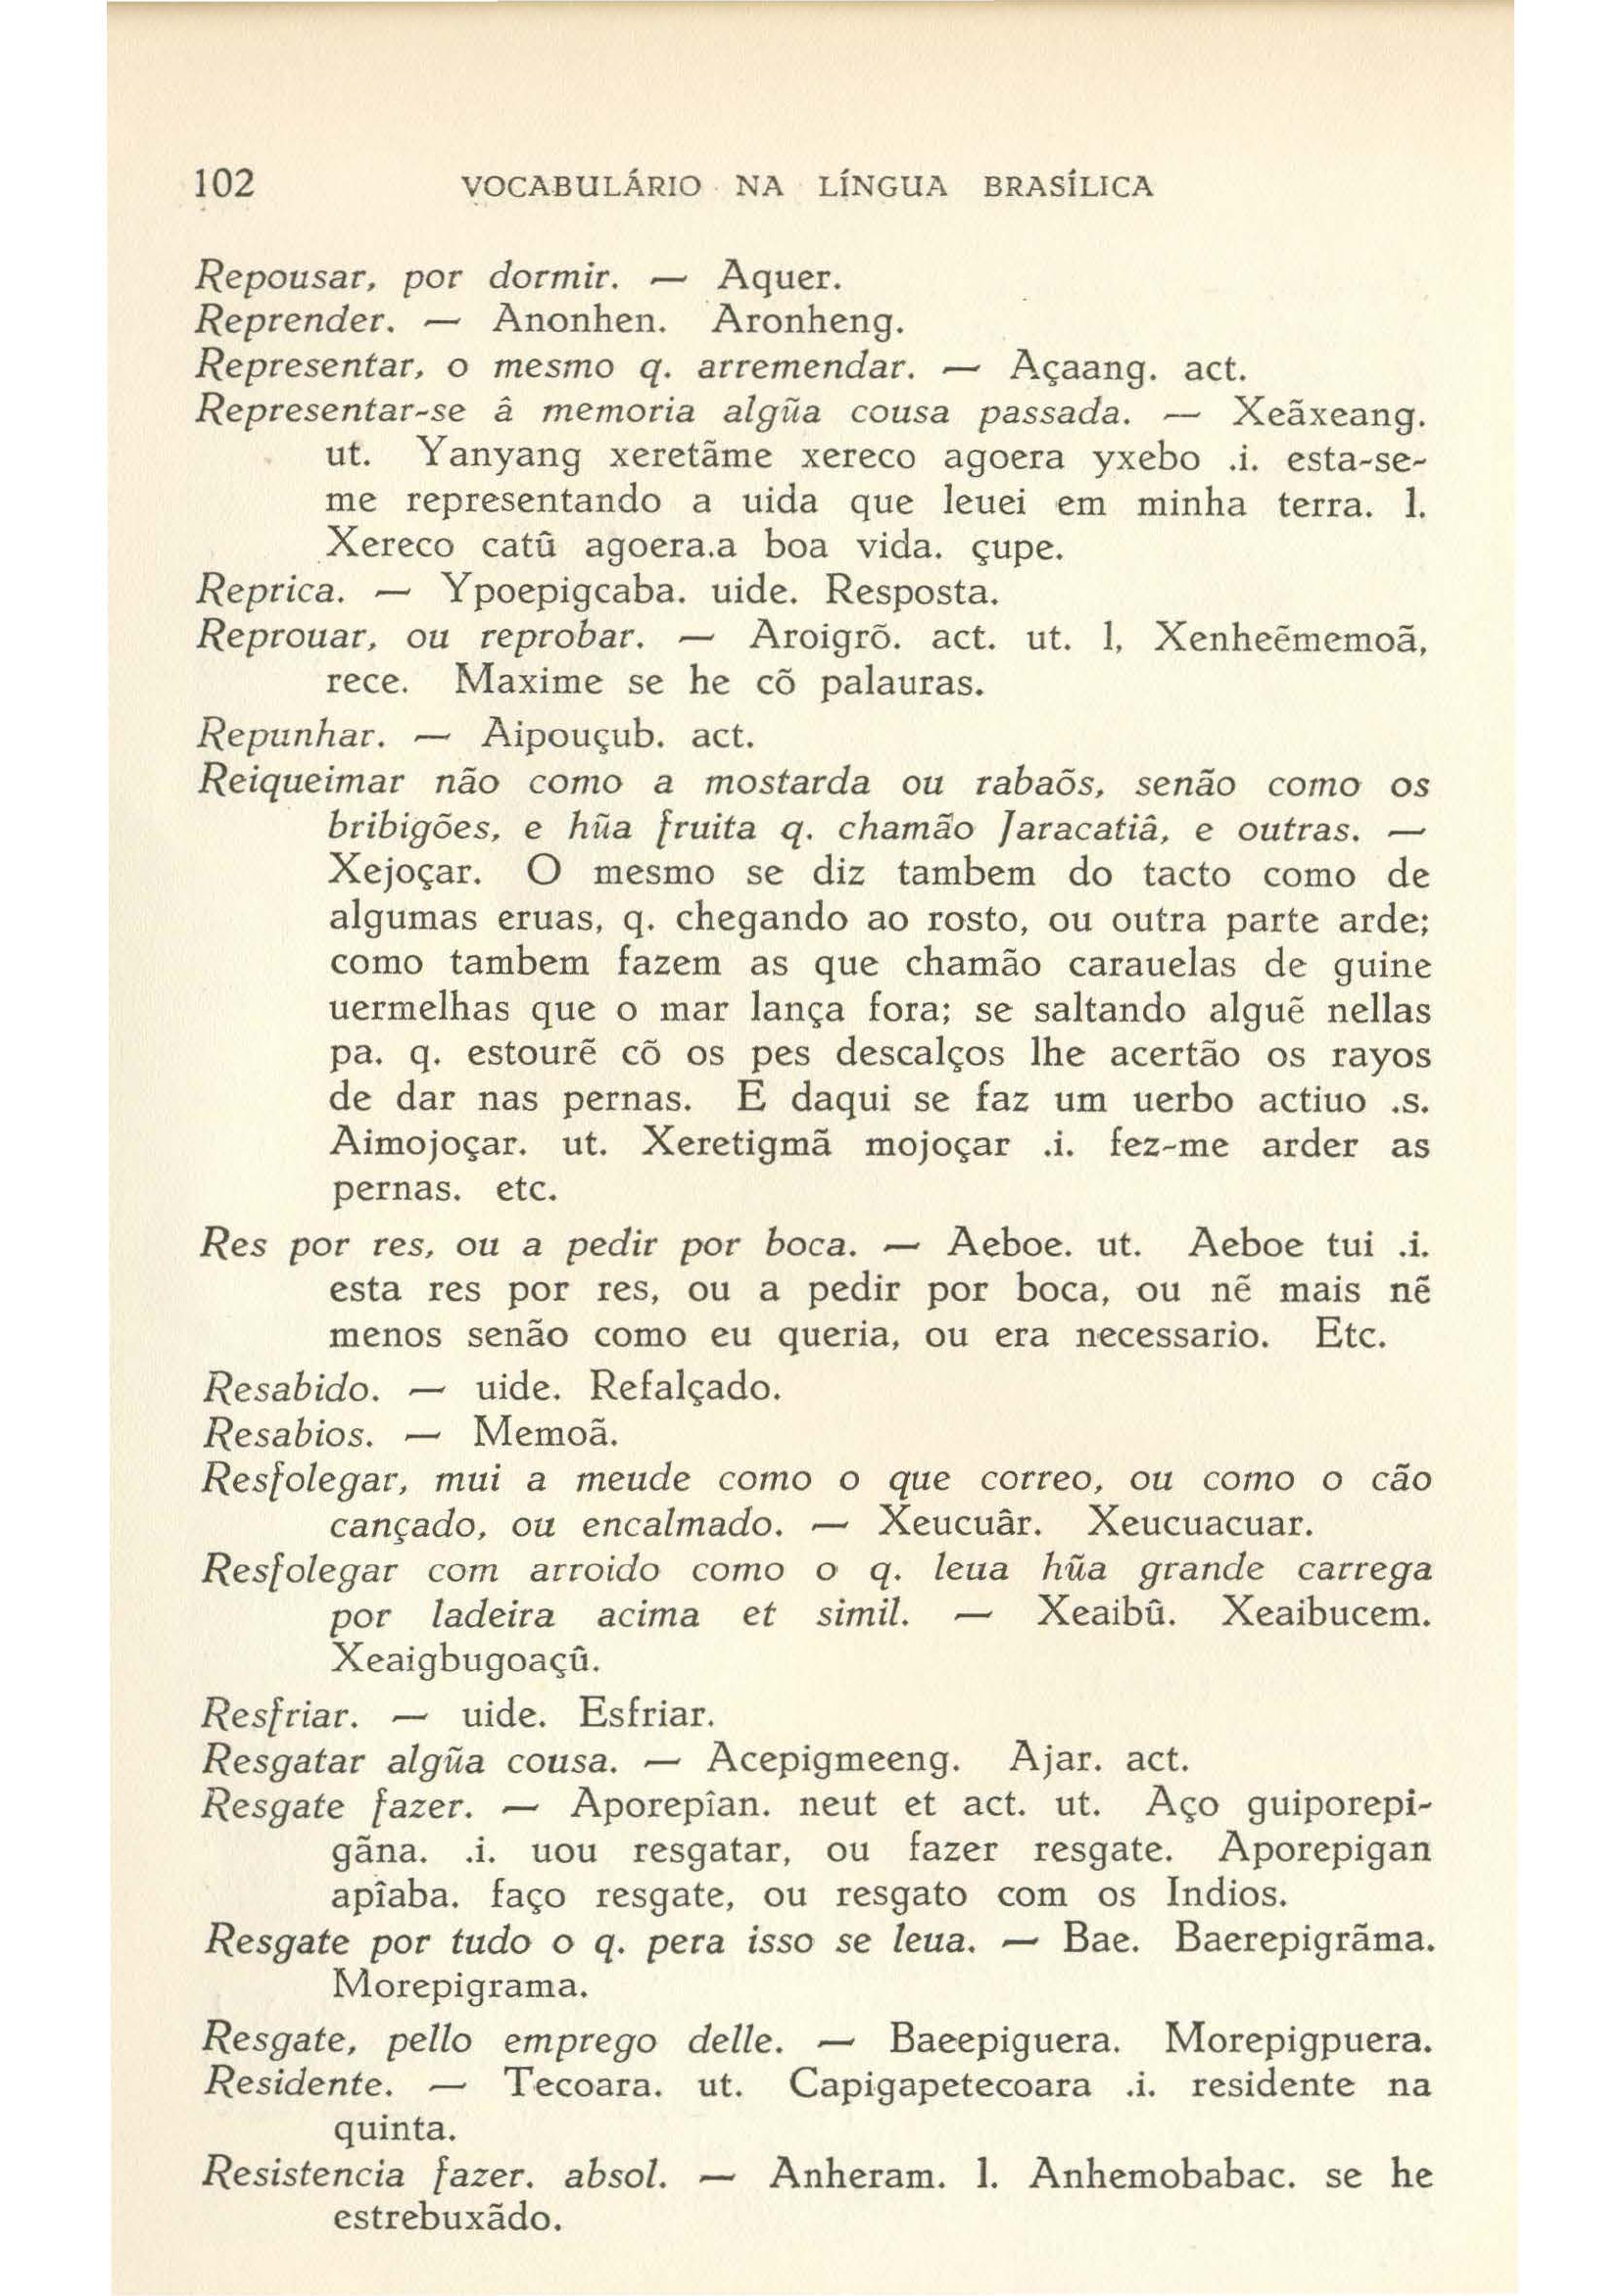 102 VOCABULÁRIO NA LÍNGUA BRASÍLICA
Repousar, por dormir. — Aquer.
Reprender. — Anonhen. Aronheng.
Representar, o mesmo q. arremendar. — Açaang. act.
Representar-se â memoria algũa cousa passada. — Xeãxeang.
ut. Yanyang xeretãme xereco agoera yxebo .i. esta-se-
me representando a uida que leuei em minha terra. l.
Xereco catû agoera.a boa vida. çupe.
Reprica. — Ypoepigcaba. uide. Resposta.
Reprouar, ou reprobar. — Aroigrõ. act. ut. l, Xenheẽmemoã,
rece. Maxime se he cõ palauras.
Repunhar. — Aipouçub. act.
Reiqueimar não como a mostarda ou rabaõs, senão como os
bribigões, e hũa fruita q. chamão Jaracatiâ, e outras. —
Xejoçar. O mesmo se diz tambem do tacto como de
algumas eruas, q. chegando ao rosto, ou outra parte arde;
como tambem fazem as que chamão carauelas de guine
uermelhas que o mar lança fora; se saltando alguẽ nellas
pa. q. estourẽ cõ os pes descalços lhe acertão os rayos
de dar nas pernas. E daqui se faz um uerbo actiuo .s.
Aimojoçar. ut. Xeretigmã mojoçar .i. fez-me arder as
pernas. etc.
Res por res, ou a pedir por boca. — Aeboe. ut. Aeboe tui .i.
esta res por res, ou a pedir por boca, ou nẽ mais nẽ
menos senão como eu queria, ou era necessario. Etc.
Resabido. — uide. Refalçado.
Resabios. — Memoã.
Resfolegar, mui a meude como o que correo, ou como o cão
cançado, ou encalmado. — Xeucuâr. Xeucuacuar.
Resfolegar com arroido como o q. leua hũa grande carrega
por ladeira acima et simil. — Xeaibû. Xeaibucem.
Xeaigbugoaçû.
Resfriar. — uide. Esfriar.
Resgatar algũa cousa. — Acepigmeeng. Ajar. act.
Resgate fazer. — Aporepîan. neut et act. ut. Aço guiporepi-
gãna. .i. uou resgatar, ou fazer resgate. Aporepigan
apîaba. faço resgate, ou resgato com os Indios.
Resgate por tudo o q. pera isso se leua. — Bae. Baerepigrãma.
Morepigrama.
Resgate, pello emprego delle. — Baeepiguera. Morepigpuera.
Residente. — Tecoara. ut. Capigapetecoara .i. residente na
quinta.
Resistencia fazer. absol. — Anheram. l. Anhemobabac. se he
estrebuxãdo.